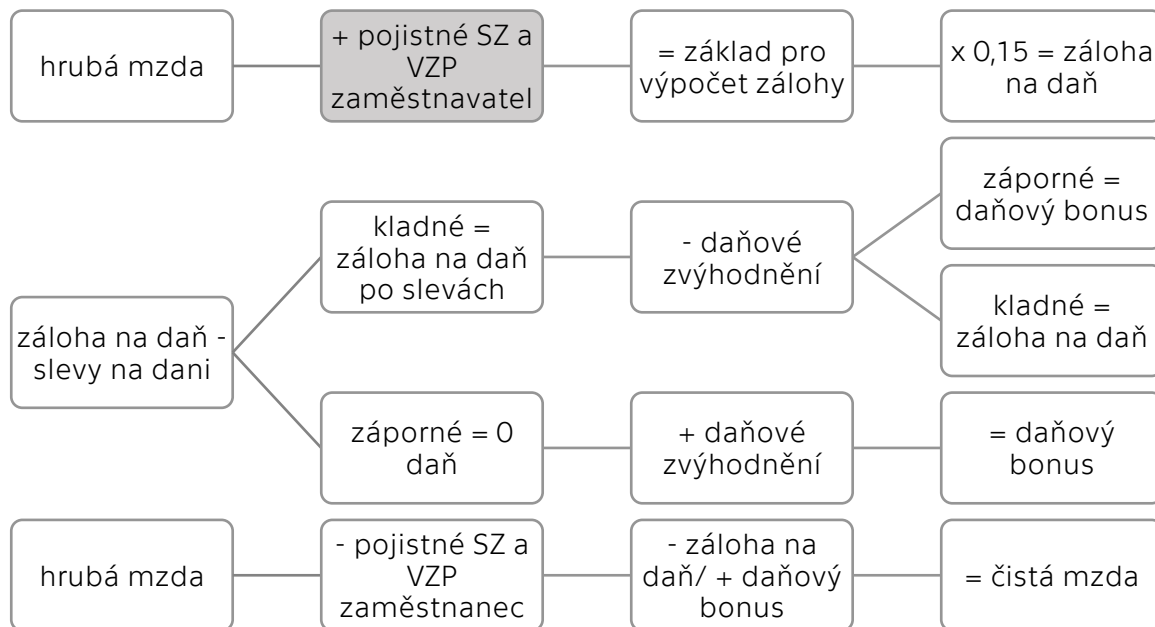 hrubá mzda
+ pojistné SZ a
VZP
zaměstnavatel
= základ pro
výpočet zálohy
x 0,15 = záloha
na daň
záloha na daň -
slevy na dani
kladné =
záloha na daň
po slevách
- daňové
zvýhodnění
záporné =
daňový bonus
kladné =
záloha na daň
záporné = 0
daň
+ daňové
zvýhodnění
= daňový
bonus
hrubá mzda
- pojistné SZ a
VZP
zaměstnanec
- záloha na
daň/ + daňový
bonus
= čistá mzda